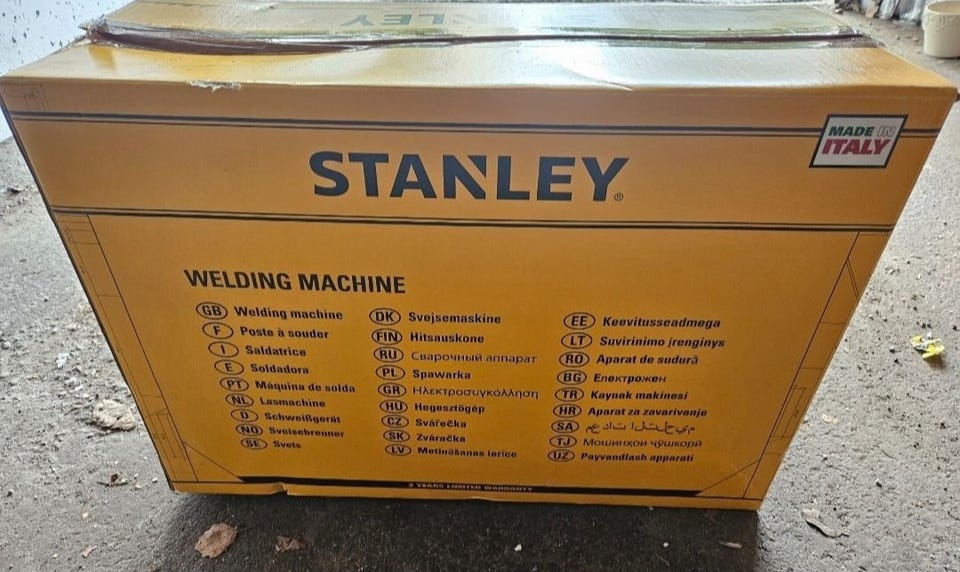 STANLEY
MADE IN
ITALY
STANLEY®
WELDING MACHINE
GB Welding machine
F Poste à souder
I Saldatrice
E Soldadora
PT Máquina de solda
NL Lasmachine
D Schweißgerät
NO Sveisebrenner
SE Svets
DK Svejsemaskine
FIN Hitsauskone
RU Сварочный аппарат
PL Spawarka
GR Ηλεκτροσυγκόλληση
HU Hegesztőgép
CZ Svářečka
SK Zváračka
LV Metināšanas ierīce
EE Keevitusseadmega
LT Suvirinimo įrenginys
RO Aparat de sudură
BG Електрожен
TR Kaynak makinesi
HR Aparat za zavarivanje
SA م ع د ا ت ا ل ت ل ح ي م
TJ Мошинҳои ҷӯшкорӣ
UZ Payvandlash apparati
2 YEARS LIMITED WARRANTY